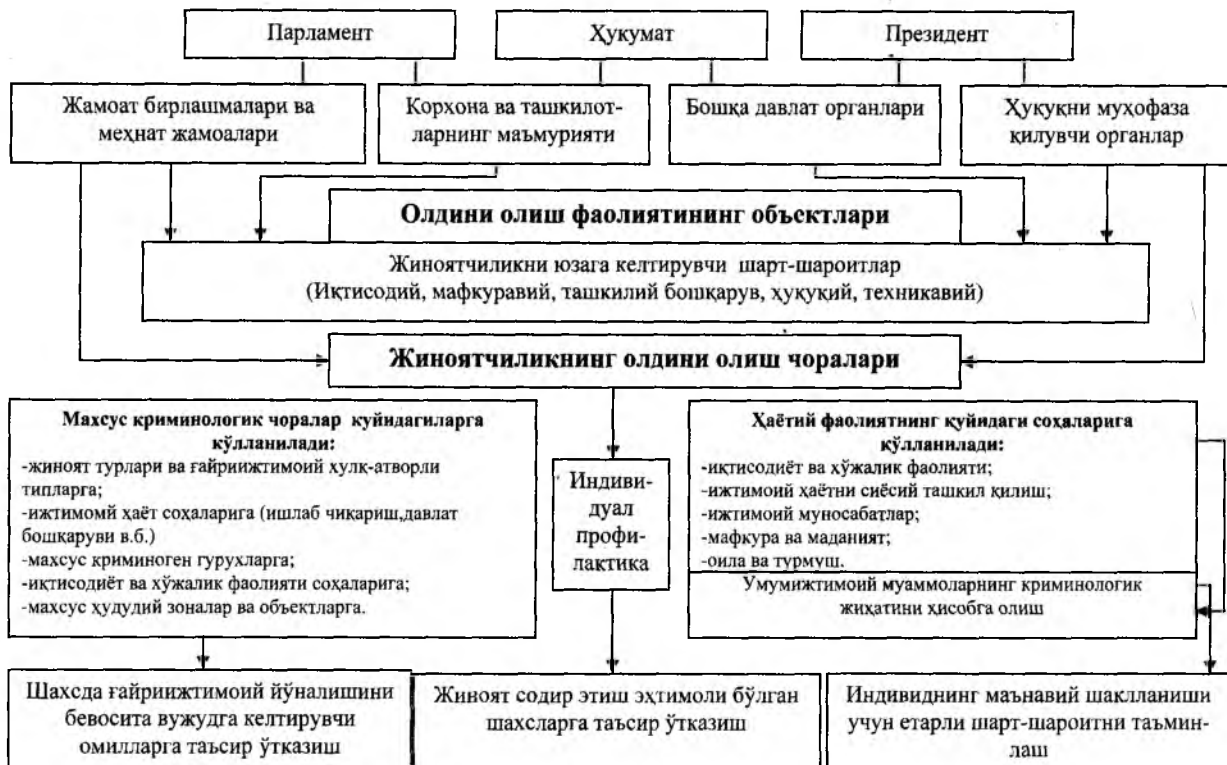 Парламент
Ҳукумат
Президент
Жамоат бирлашмалари ва
меҳнат жамоалари
Корхона ва ташкилот-
ларнинг маъмурияти
Бошқа давлат органлари
Ҳуқуқни муҳофаза
қилувчи органлар
Олдини олиш фаолиятининг объектлари
Жиноятчиликни юзага келтирувчи шарт-шароитлар
(Иқтисодий, мафкуравий, ташкилий бошқарув, ҳуқуқий, техникавий)
Жиноятчиликнинг олдини олиш чоралари
Махсус криминологик чоралар қуйидагиларга
қўлланилади:
-жиноят турлари ва ғайриижтимоий хулқ-атворли
типларга;
-ижтимомй ҳаёт соҳаларига (ишлаб чиқариш,давлат
бошқаруви в.б.)
-махсус криминоген гурухларга;
-иқтисодиёт ва хўжалик фаолияти соҳаларига;
-махсус ҳудудий зоналар ва объектларга.
Индиви-
дуал
профи-
лактика
Ҳаётий фаолиятнинг қуйидаги соҳаларига
қўлланилади:
-иқтисодиёт ва хўжалик фаолияти;
-ижтимоий ҳаётни сиёсий ташкил қилиш;
-ижтимоий муносабатлар;
-мафкура ва маданият;
-оила ва турмуш.
Умумижтимоий муаммоларнинг криминологик
жиҳатини ҳисобга олиш
Шахсда ғайриижтимоий йўналишини
бевосита вужудга келтирувчи
омилларга таъсир ўтказиш
Жиноят содир этиш эҳтимоли бўлган
шахсларга таъсир ўтказиш
Индивиднинг маънавий шаклланиши
учун етарли шарт-шароитни таъмин-
лаш